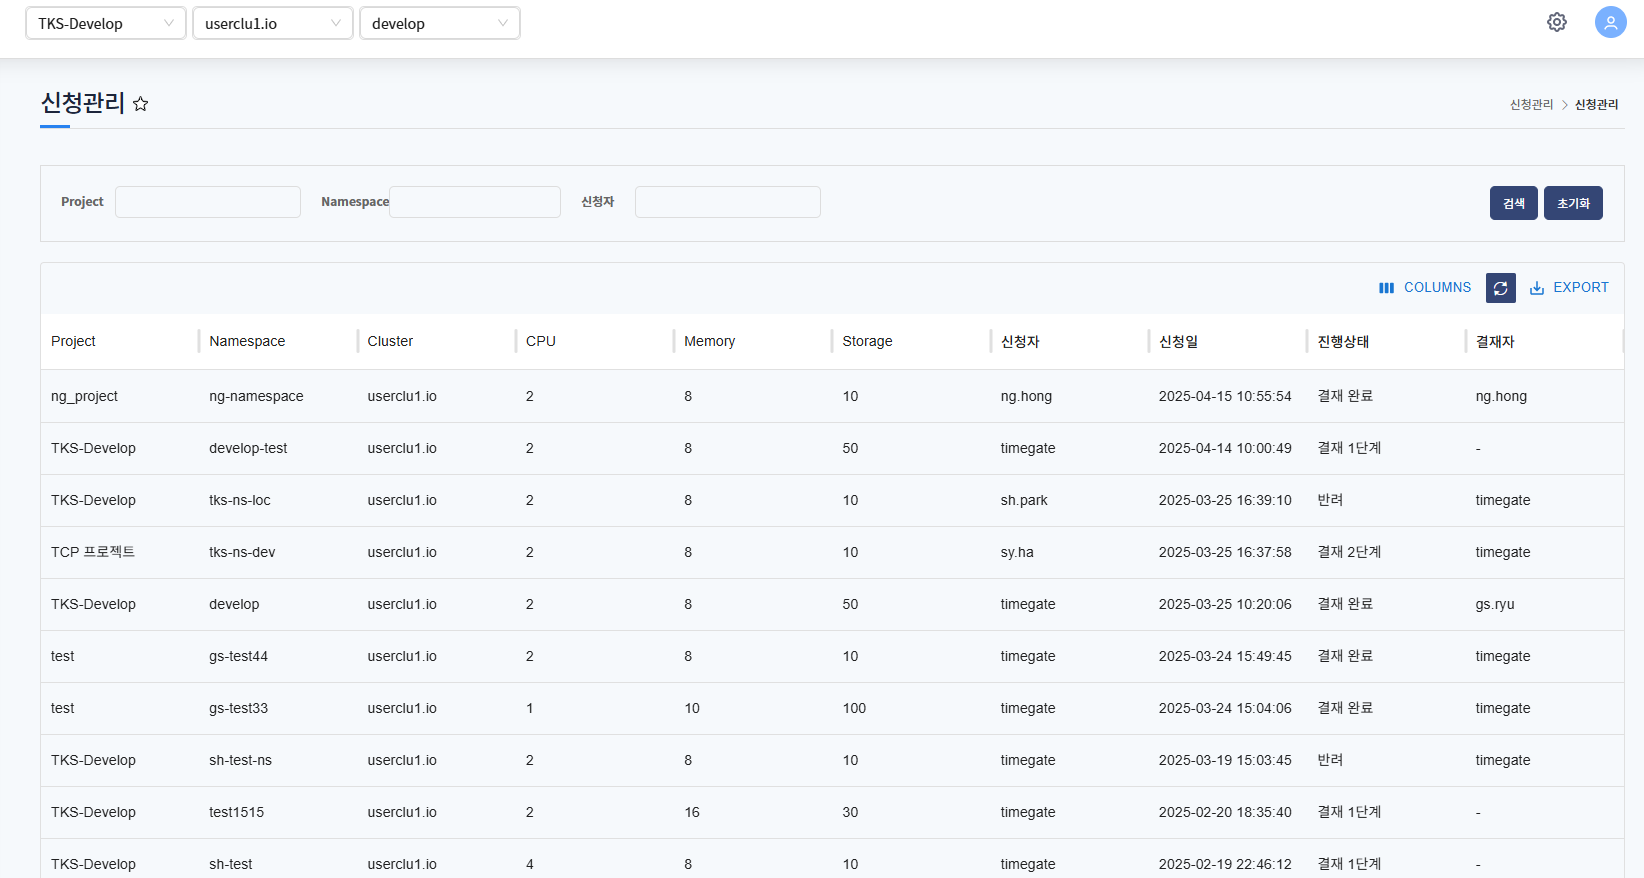 TKS-Develop userclu1.io develop
신청관리
신청관리 > 신청관리
Project Namespace 신청자 검색 초기화
COLUMNS EXPORT
Project Namespace Cluster CPU Memory Storage 신청자 신청일 진행상태 결재자
ng_project ng-namespace userclu1.io 2 8 10 ng.hong 2025-04-15 10:55:54 결재 완료 ng.hong
TKS-Develop develop-test userclu1.io 2 8 50 timegate 2025-04-14 10:00:49 결재 1단계 -
TKS-Develop tks-ns-loc userclu1.io 2 8 10 sh.park 2025-03-25 16:39:10 반려 timegate
TCP 프로젝트 tks-ns-dev userclu1.io 2 8 10 sy.ha 2025-03-25 16:37:58 결재 2단계 timegate
TKS-Develop develop userclu1.io 2 8 50 timegate 2025-03-25 10:20:06 결재 완료 gs.ryu
test gs-test44 userclu1.io 2 8 10 timegate 2025-03-24 15:49:45 결재 완료 timegate
test gs-test33 userclu1.io 1 10 100 timegate 2025-03-24 15:04:06 결재 완료 timegate
TKS-Develop sh-test-ns userclu1.io 2 8 10 timegate 2025-03-19 15:03:45 반려 timegate
TKS-Develop test1515 userclu1.io 2 16 30 timegate 2025-02-20 18:35:40 결재 1단계 -
TKS-Develop sh-test userclu1.io 4 8 10 timegate 2025-02-19 22:46:12 결재 1단계 -